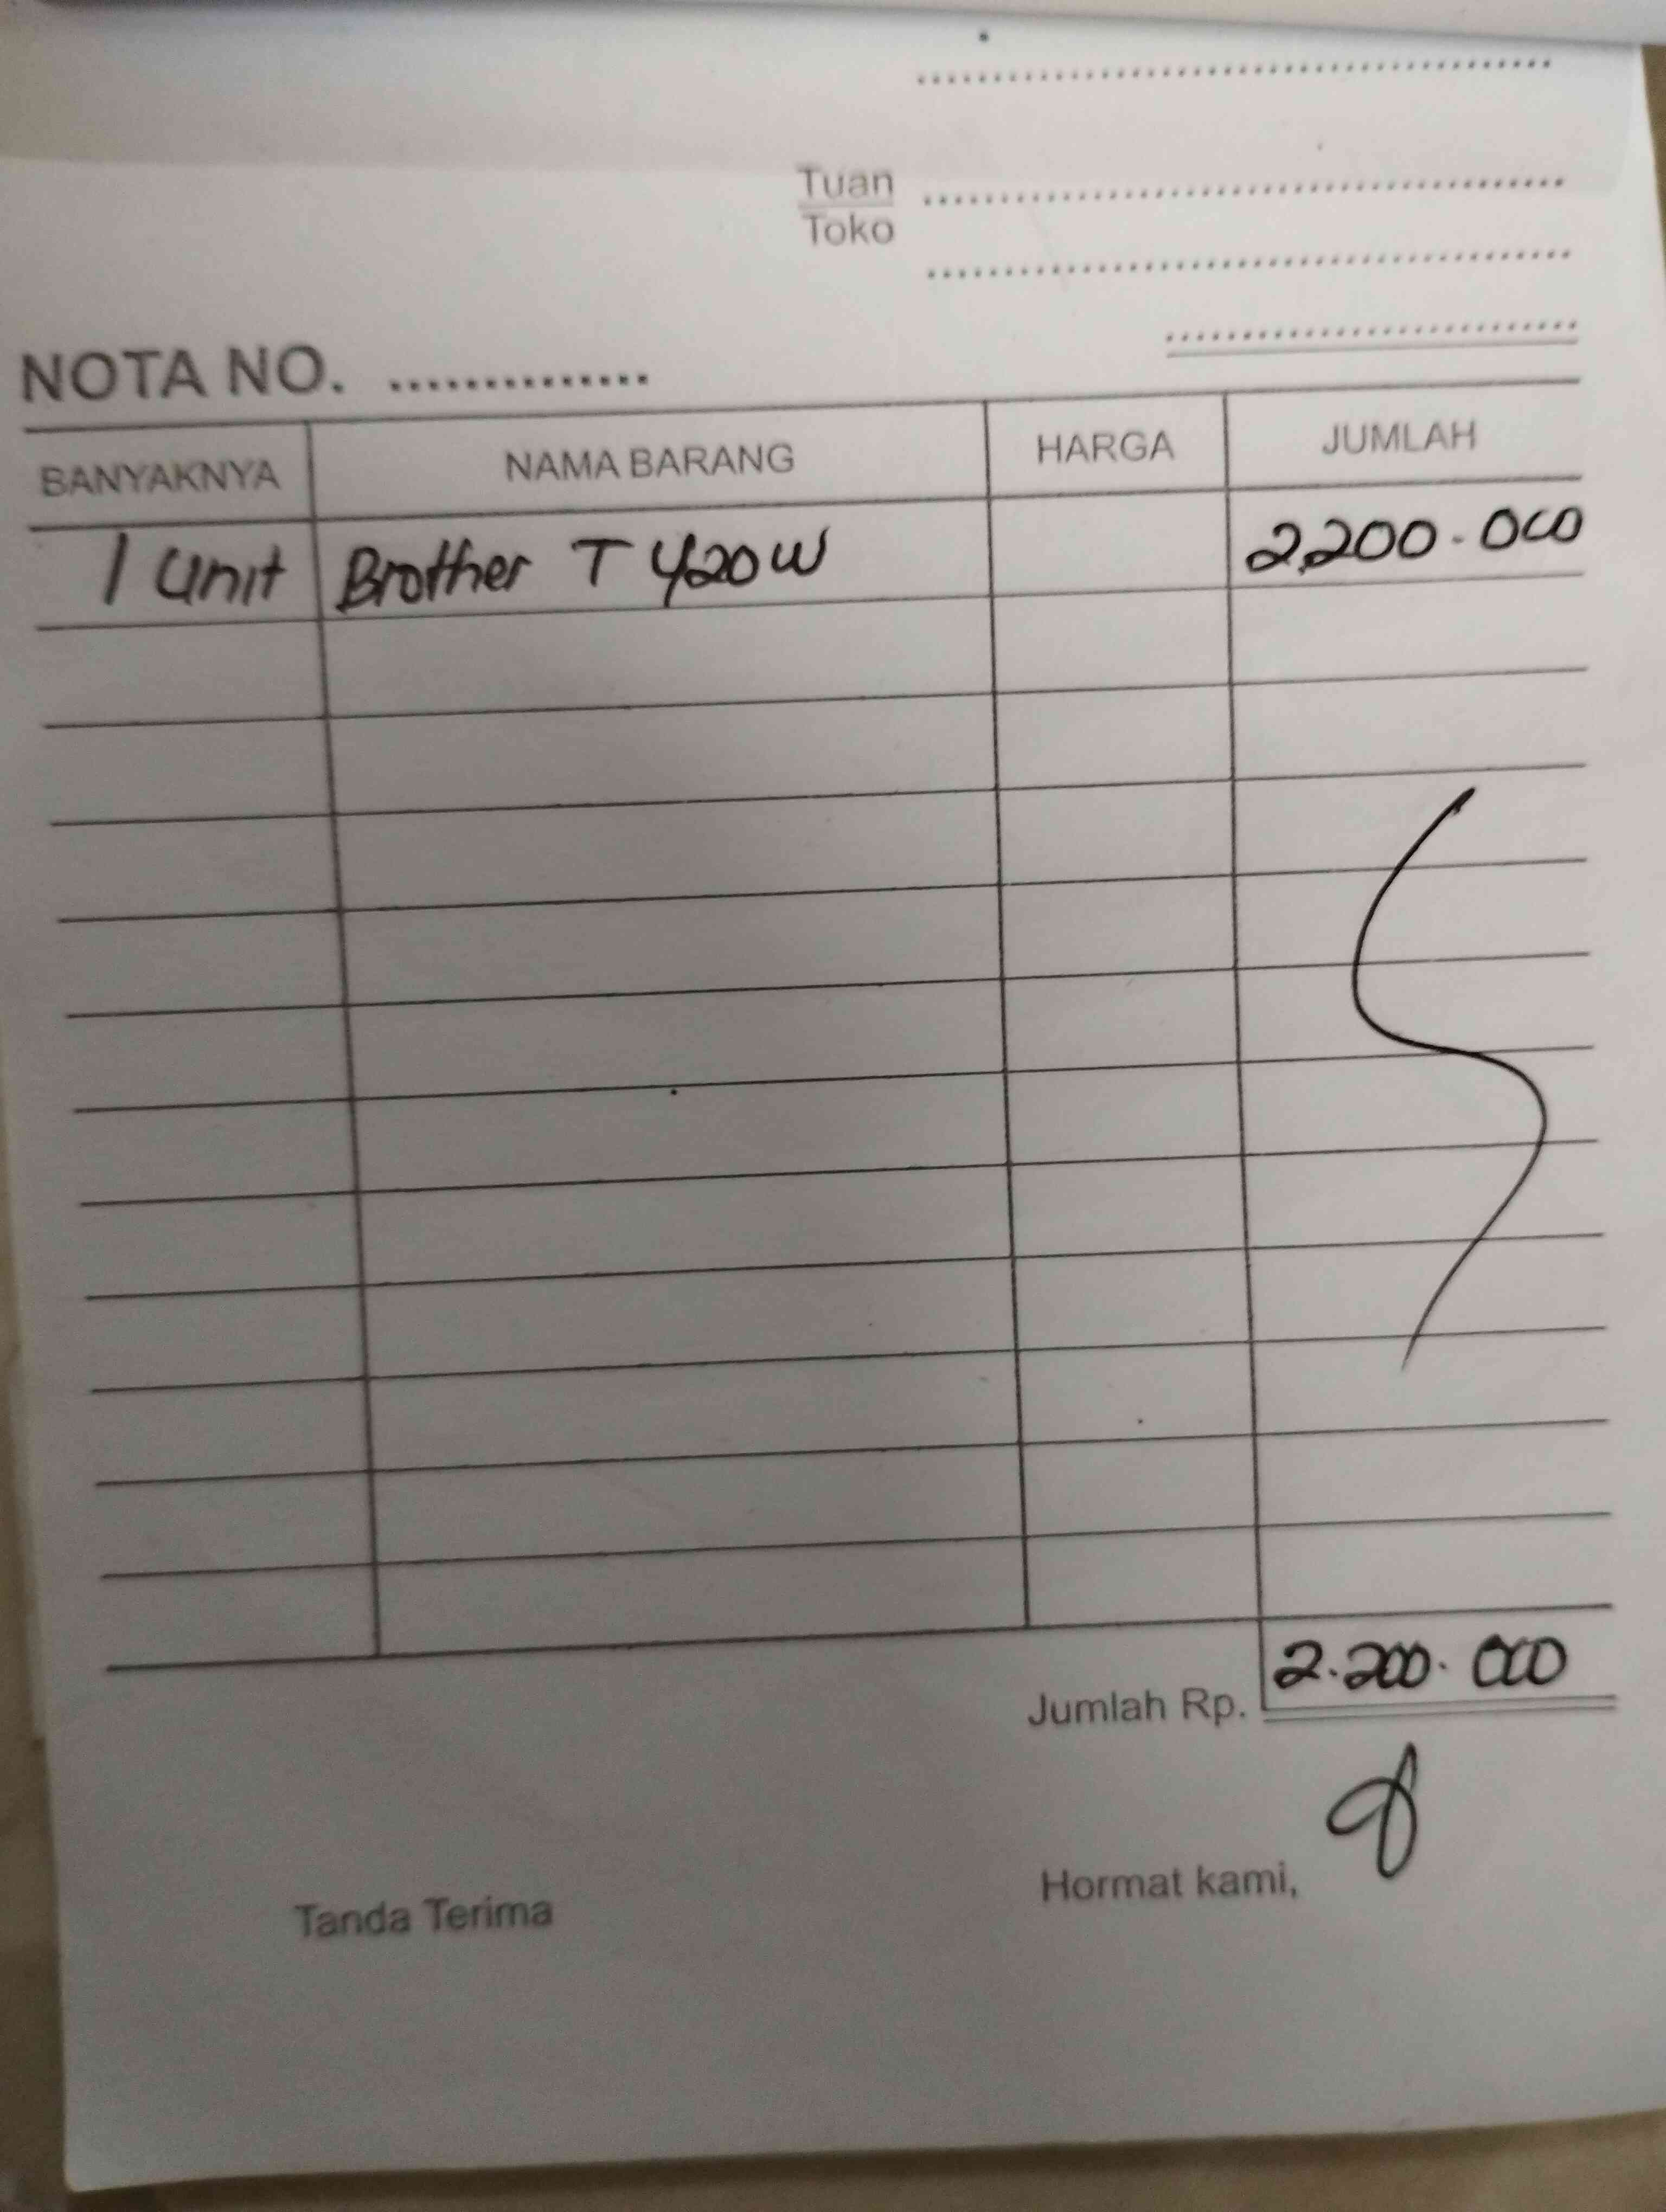 Tuan
Toko
NOTA NO. ..............
BANYAKNYA NAMA BARANG HARGA JUMLAH
1 Unit Brother T 420 W 2.200.000
Jumlah Rp. 2.200.000
Tanda Terima Hormat kami,